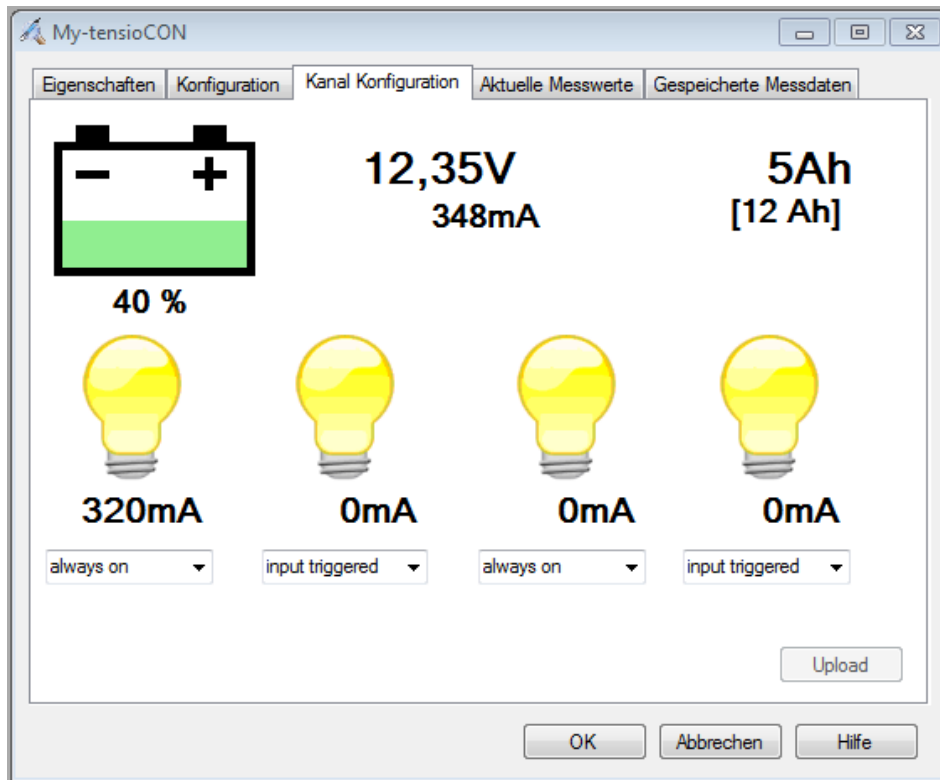 My-tensioCON
Eigenschaften Konfiguration Kanal Konfiguration Aktuelle Messwerte Gespeicherte Messdaten
− +
12,35V 5Ah
348mA [12 Ah]
40 %
320mA 0mA 0mA 0mA
always on input triggered always on input triggered
Upload
OK Abbrechen Hilfe